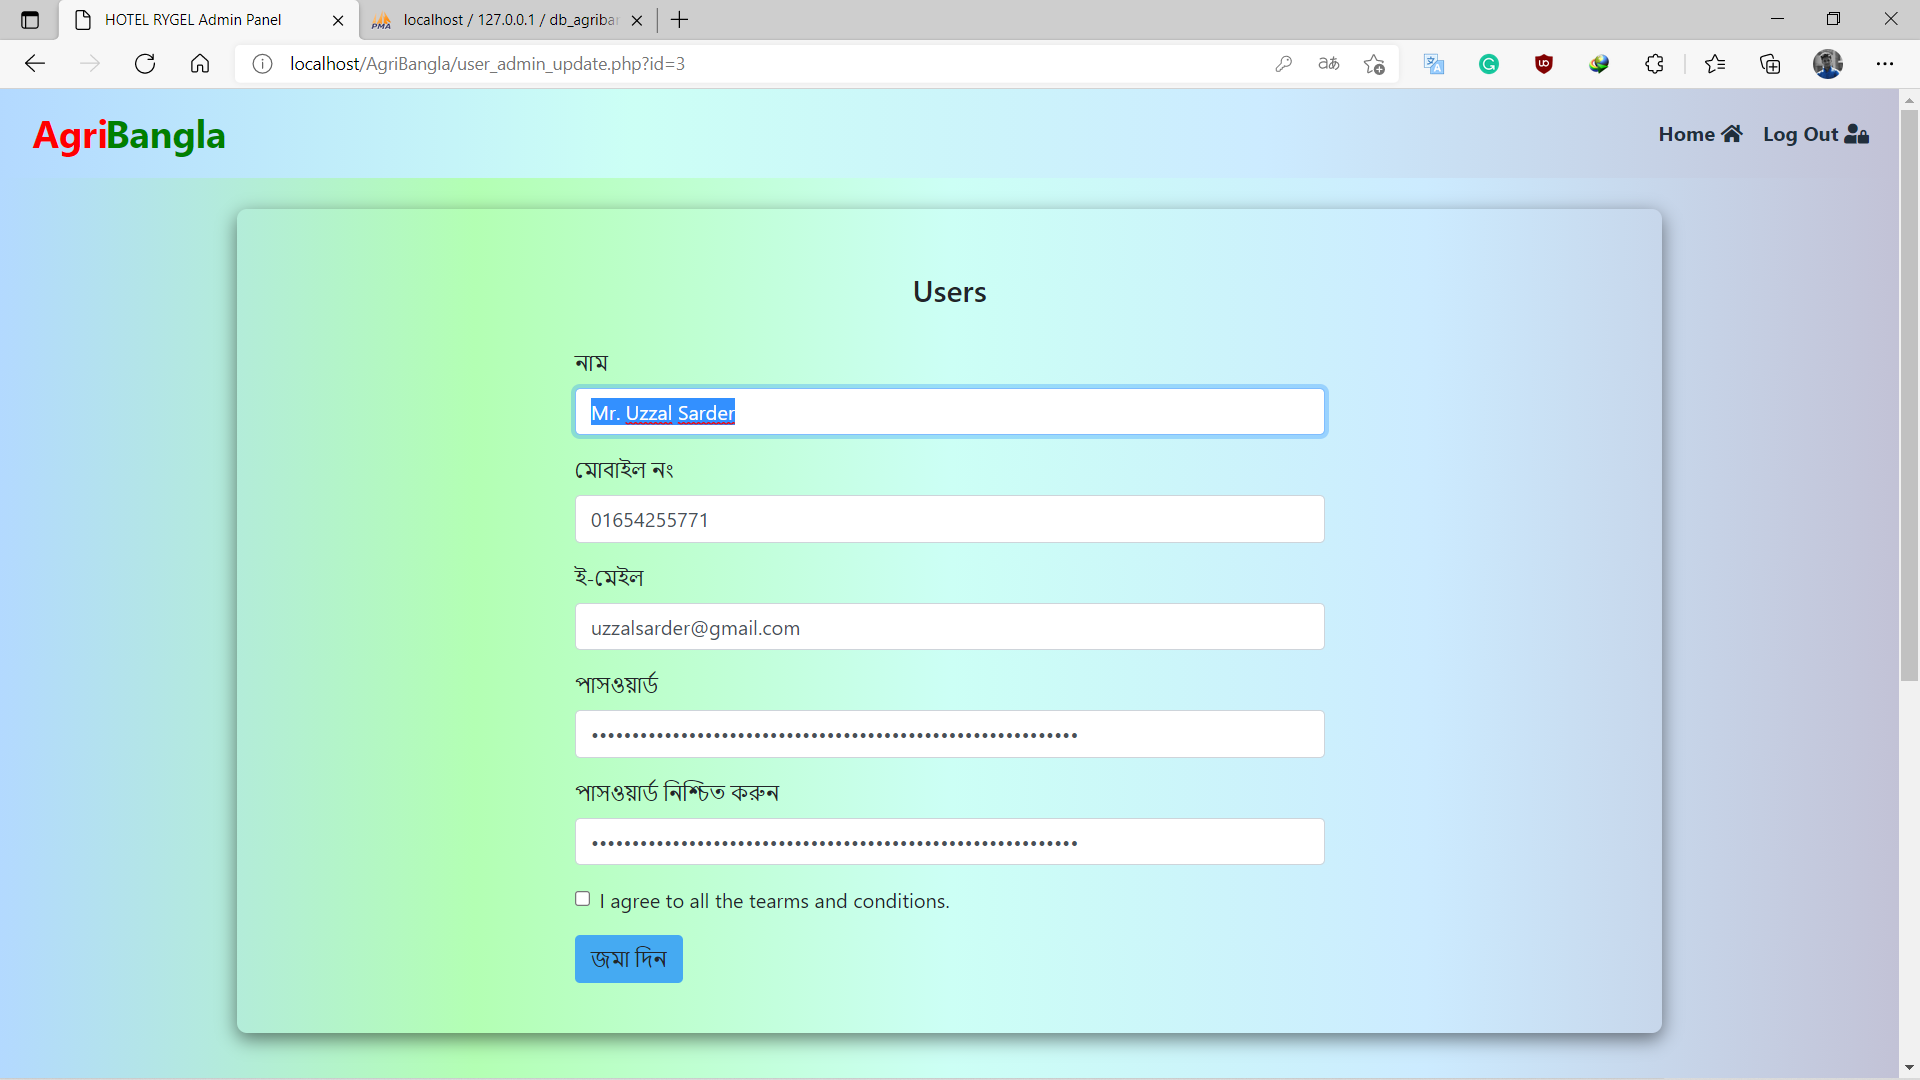 HOTEL RYGEL Admin Panel
localhost / 127.0.0.1 / db_agriba
localhost/AgriBangla/user_admin_update.php?id=3
AgriBangla
Home
Log Out
Users
নাম
Mr. Uzzal Sarder
মোবাইল নং
01654255771
ই-মেইল
uzzalsarder@gmail.com
পাসওয়ার্ড
পাসওয়ার্ড নিশ্চিত করুন
I agree to all the tearms and conditions.
জমা দিন